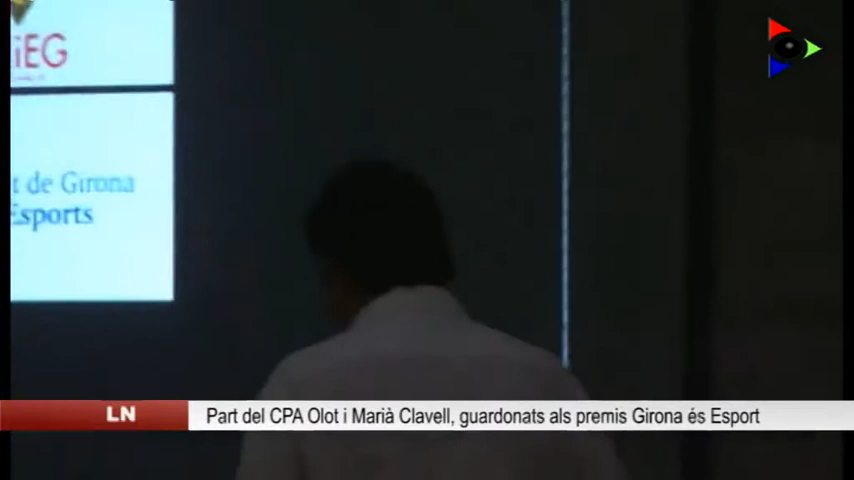 iEG
t de Girona
Esports
LN
Part del CPA Olot i Marià Clavell, guardonats als premis Girona és Esport